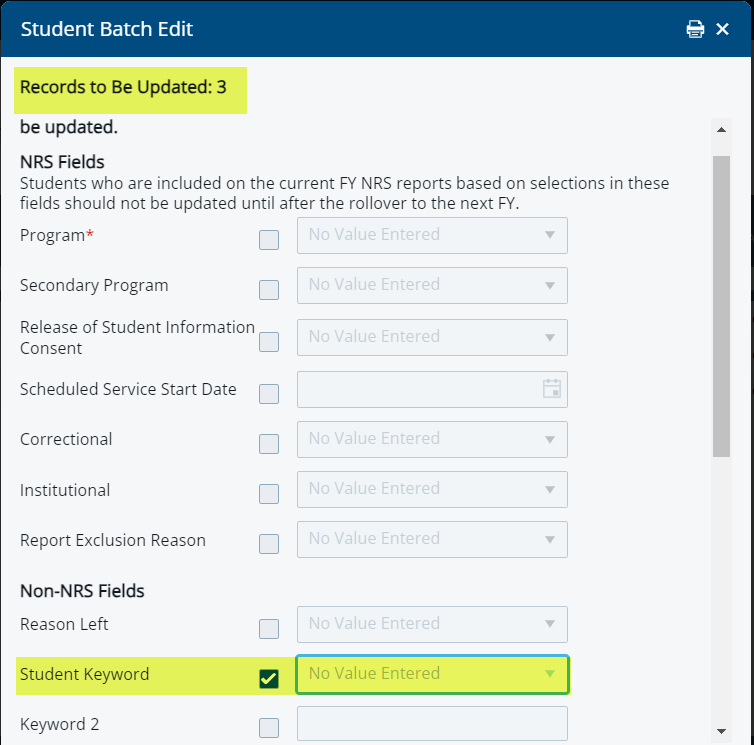 Student Batch Edit
Records to Be Updated: 3
be updated.
NRS Fields
Students who are included on the current FY NRS reports based on selections in these
fields should not be updated until after the rollover to the next FY.
Program* No Value Entered
Secondary Program No Value Entered
Release of Student Information
Consent No Value Entered
Scheduled Service Start Date
Correctional No Value Entered
Institutional No Value Entered
Report Exclusion Reason No Value Entered
Non-NRS Fields
Reason Left No Value Entered
Student Keyword No Value Entered
Keyword 2